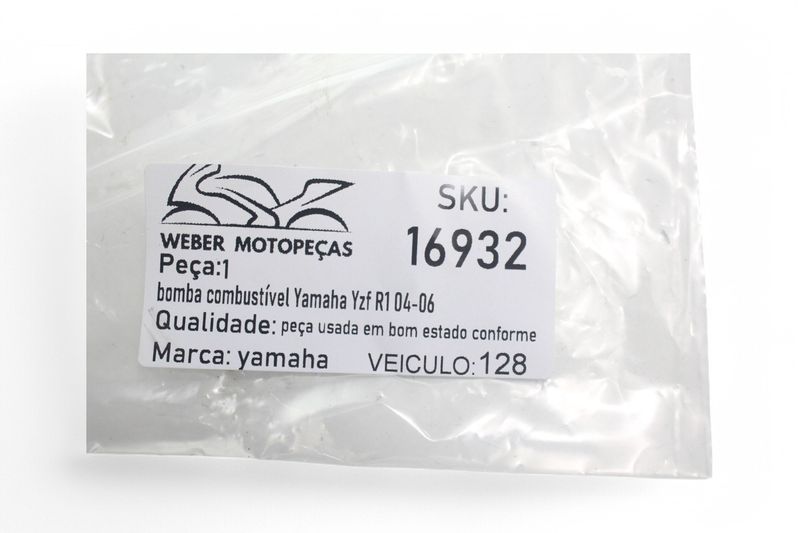 WEBER MOTOPEÇAS
SKU:
16932
Peça:1
bomba combustível Yamaha Yzf R1 04-06
Qualidade: peça usada em bom estado conforme
Marca: yamaha VEICULO: 128